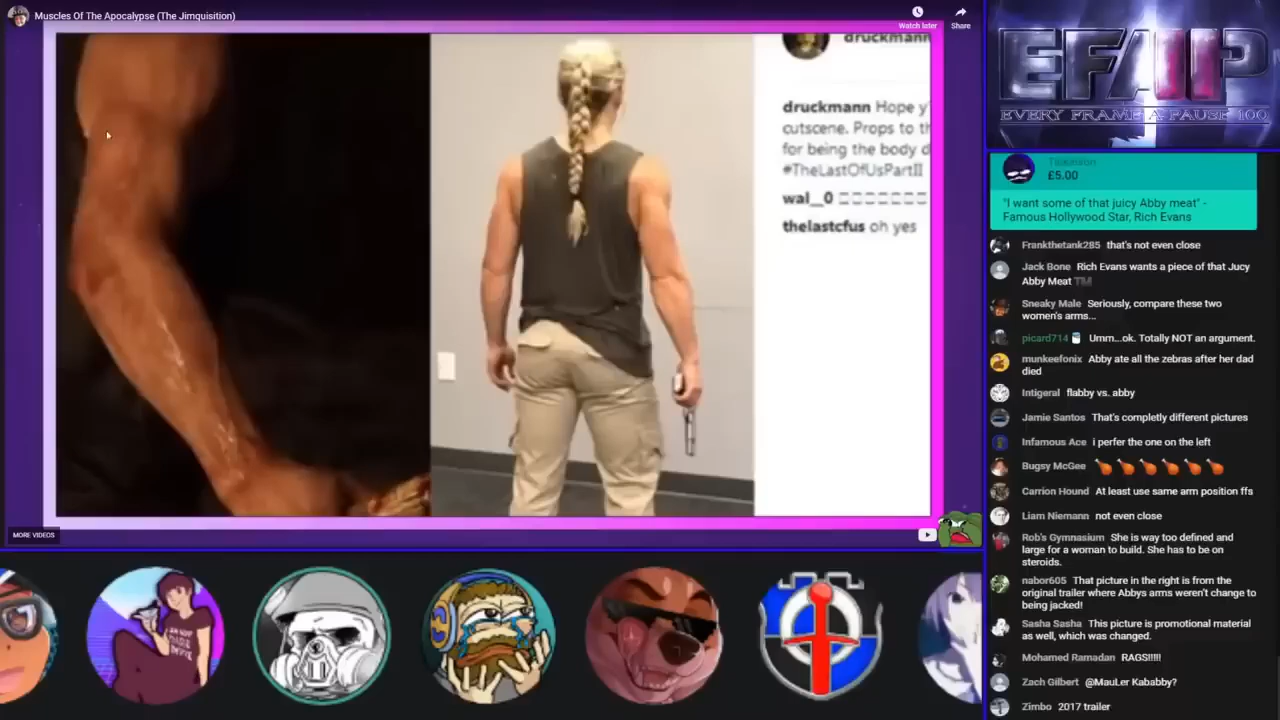 Muscles Of The Apocalypse (The Jimquisition)
Watch later
Share
druckmann
druckmann Hope y'
cutscene. Props to th
for being the body d
#TheLastOfUsPartII
wal__0
thelastcfus oh yes
MORE VIDEOS
EFAP
EVERY FRAME A PAUSE 100
£5.00
"I want some of that juicy Abby meat" -
Famous Hollywood Star, Rich Evans
Frankthetank285 that's not even close
Jack Bone Rich Evans wants a piece of that Jucy
Abby Meat TM
Sneaky Male Seriously, compare these two
women's arms...
picard714 Umm...ok. Totally NOT an argument.
munkeefonix Abby ate all the zebras after her dad
died
Intigeral flabby vs. abby
Jamie Santos That's completly different pictures
Infamous Ace i perfer the one on the left
Bugsy McGee 🍗🍗🍗🍗🍗🍗
Carrion Hound At least use same arm position ffs
Liam Niemann not even close
Rob's Gymnasium She is way too defined and
large for a woman to build. She has to be on
steroids.
nabor605 That picture in the right is from the
original trailer where Abbys arms weren't change to
being jacked!
Sasha Sasha This picture is promotional material
as well, which was changed.
Mohamed Ramadan RAGS!!!!!
Zach Gilbert @MauLer Kababby?
Zimbo 2017 trailer